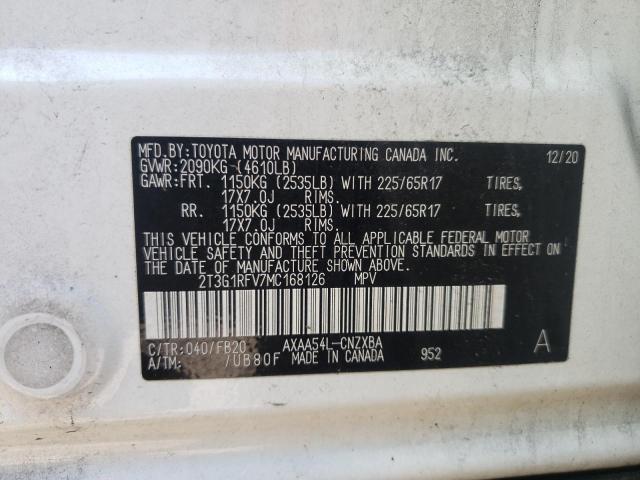 MFD.BY:TOYOTA MOTOR MANUFACTURING CANADA INC. 12/20
GVWR:2090KG (4610LB)
GAWR:FRT. 1150KG (2535LB) WITH 225/65R17 TIRES,
17X7.0J RIMS.
RR. 1150KG (2535LB) WITH 225/65R17 TIRES,
17X7.0J RIMS.
THIS VEHICLE CONFORMS TO ALL APPLICABLE FEDERAL MOTOR
VEHICLE SAFETY AND THEFT PREVENTION STANDARDS IN EFFECT ON
THE DATE OF MANUFACTURE SHOWN ABOVE.
2T3G1RFV7MC168126 MPV
C/TR:040/FB20 AXAA54L-CNZXBA A
A/TM: /UB80F MADE IN CANADA 952